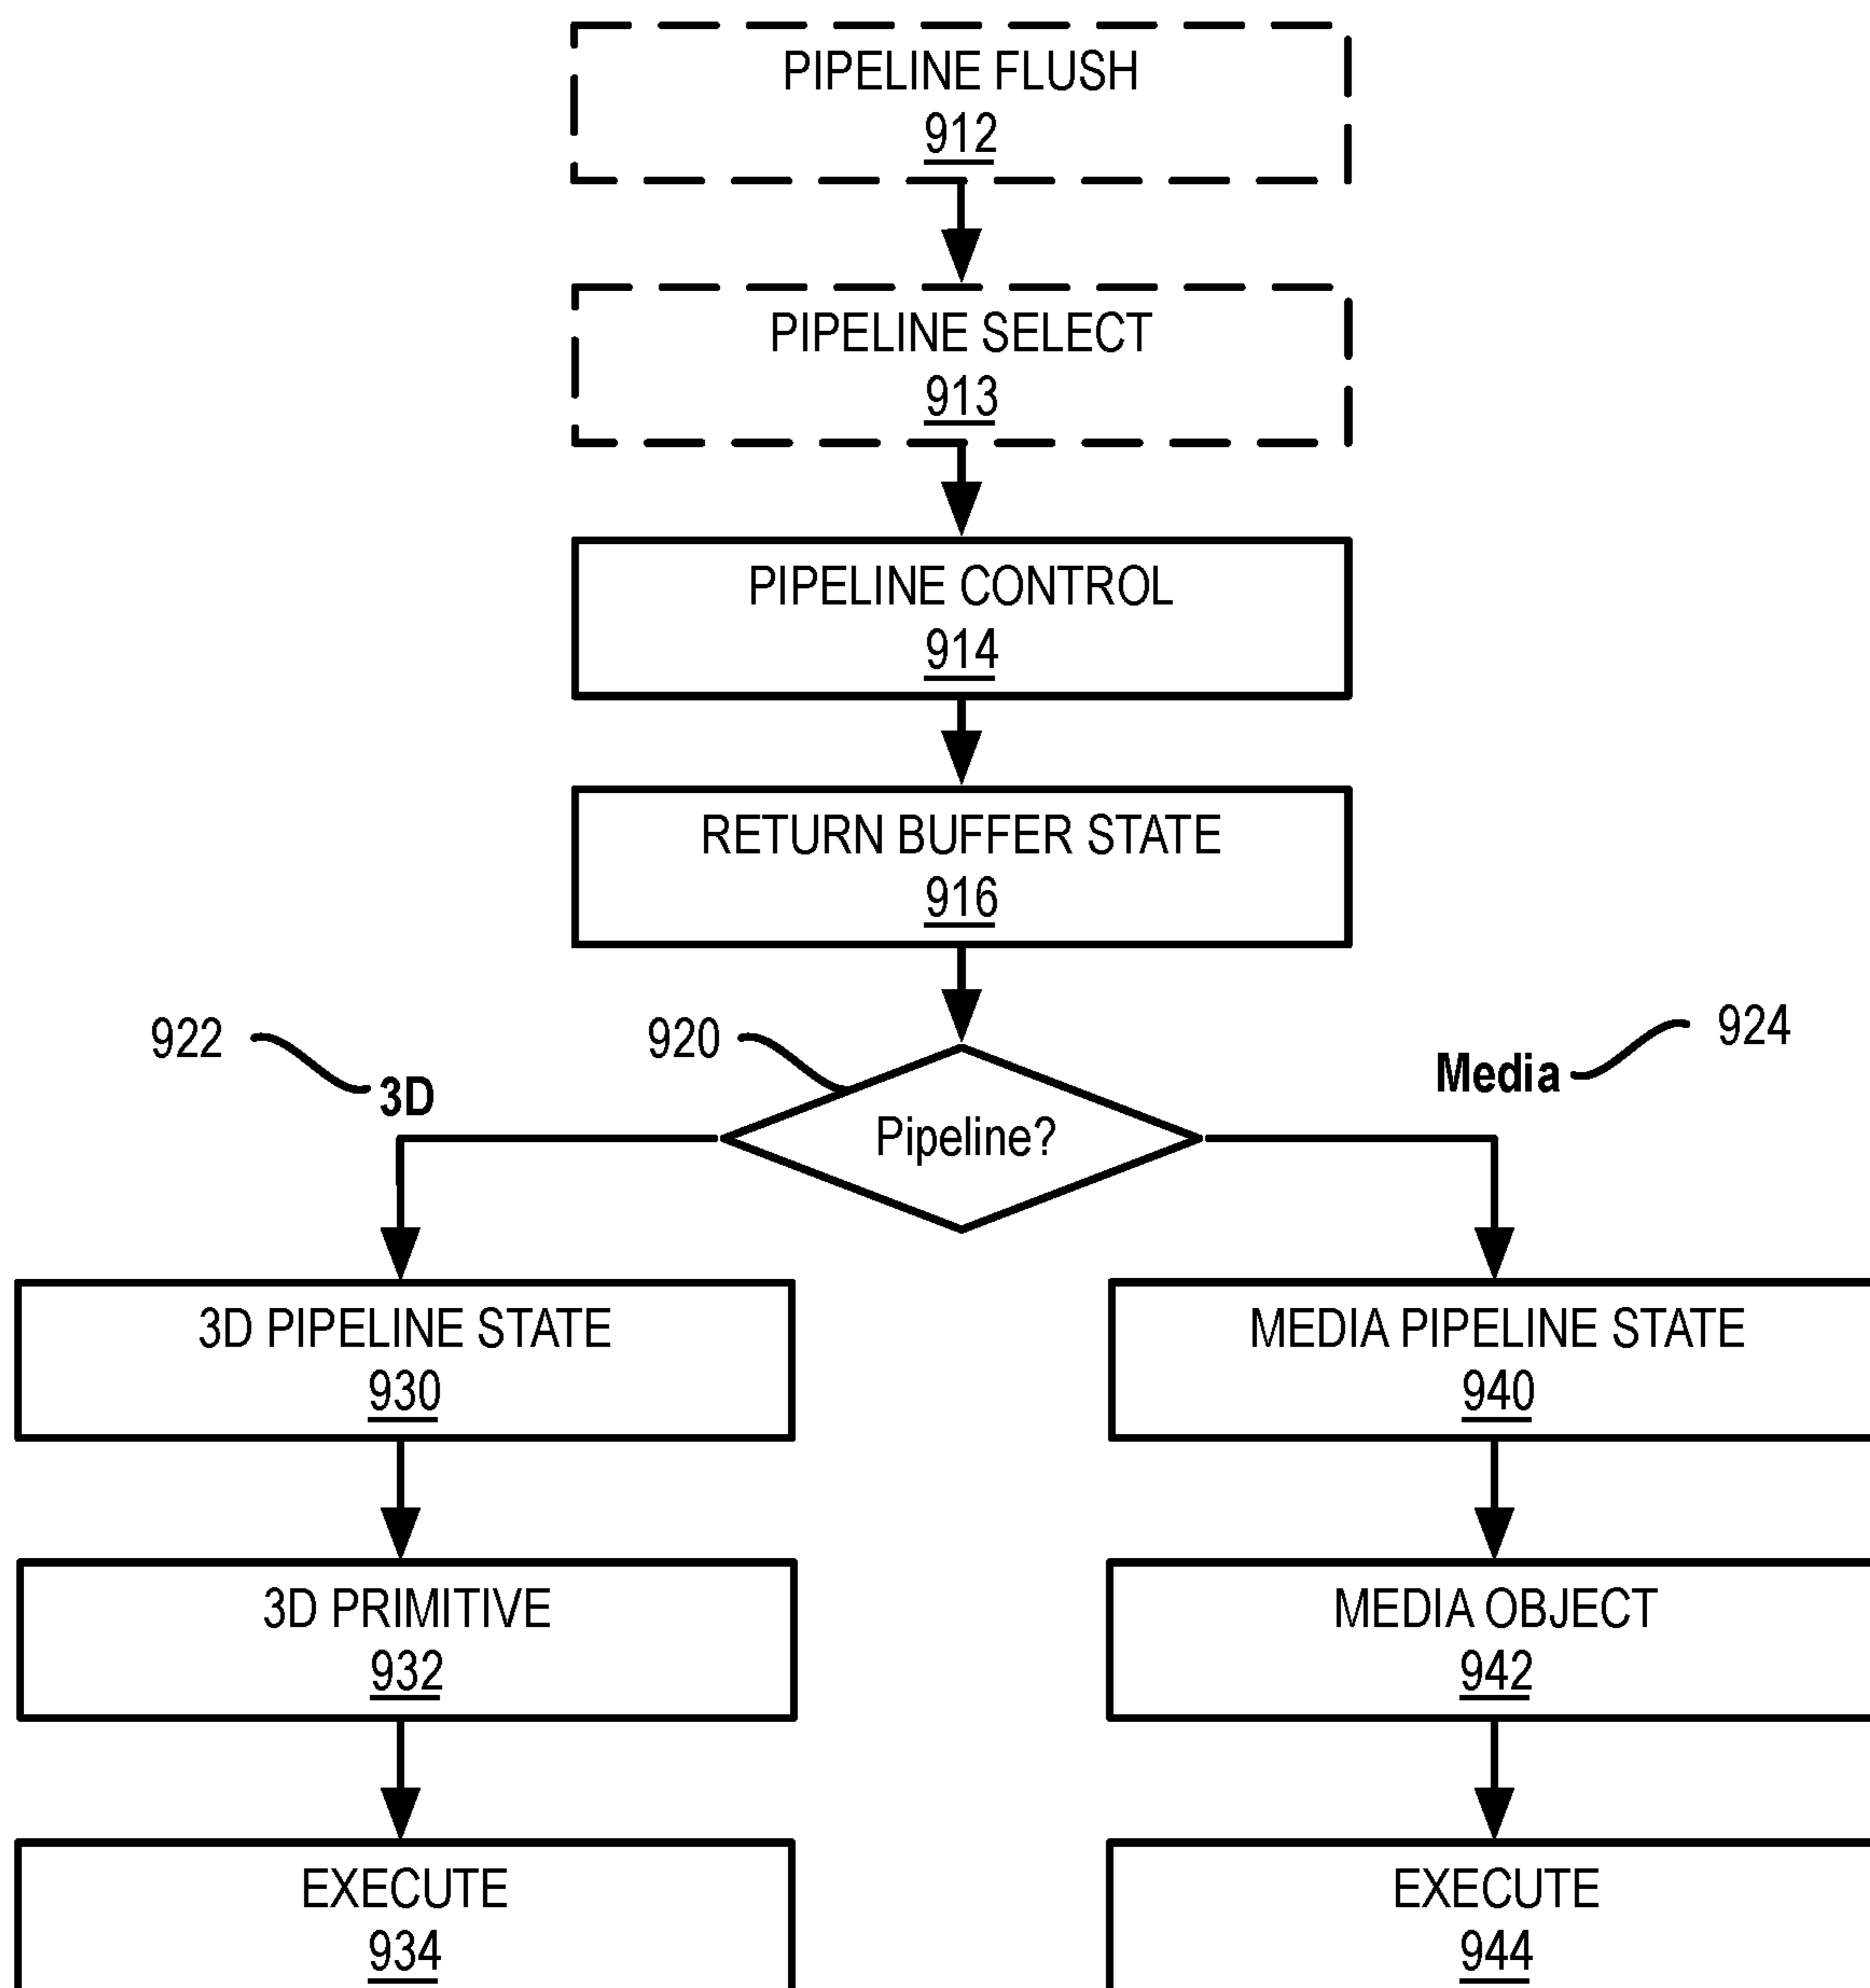 PIPELINE FLUSH
912
PIPELINE SELECT
913
PIPELINE CONTROL
914
RETURN BUFFER STATE
916
922
920
924
3D
Media
Pipeline?
3D PIPELINE STATE
930
MEDIA PIPELINE STATE
940
3D PRIMITIVE
932
MEDIA OBJECT
942
EXECUTE
934
EXECUTE
944